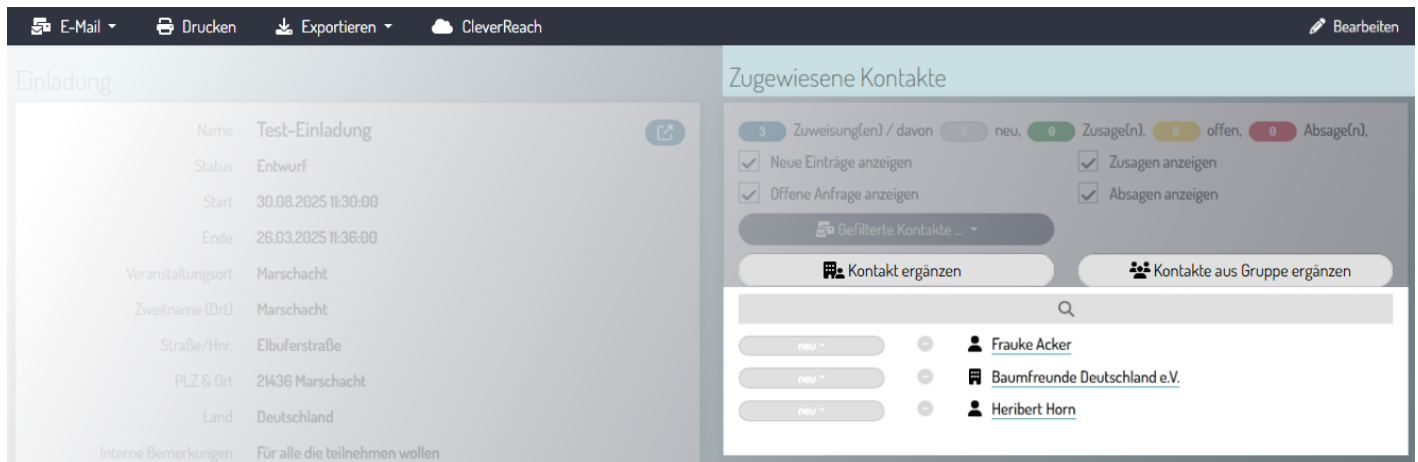 E-Mail Drucken Exportieren CleverReach Bearbeiten
Einladung
Name Test-Einladung
Status Entwurf
Start 30.08.2025 11:30:00
Ende 26.03.2025 11:36:00
Veranstaltungsort Marschacht
Zweitname (Ort) Marschacht
Straße/Hnr. Elbuferstraße
PLZ & Ort 21436 Marschacht
Land Deutschland
Interne Bemerkungen Für alle die teilnehmen wollen
Zugewiesene Kontakte
3 Zuweisung(en) / davon 3 neu, 0 Zusage(n), 0 offen, 0 Absage(n),
Neue Einträge anzeigen Zusagen anzeigen
Offene Anfrage anzeigen Absagen anzeigen
Gefilterte Kontakte ...
Kontakt ergänzen Kontakte aus Gruppe ergänzen
neu Frauke Acker
neu Baumfreunde Deutschland e.V.
neu Heribert Horn